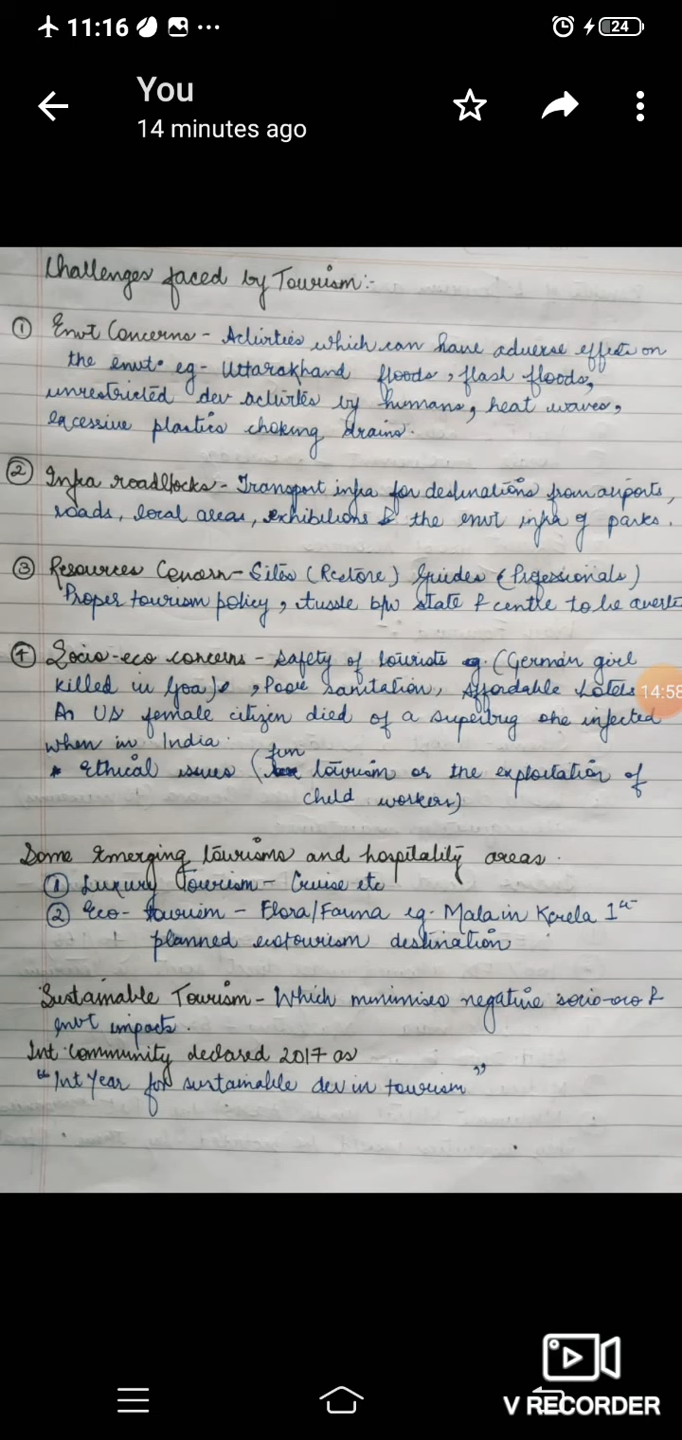 11:16
24
You
14 minutes ago
Challenges faced by Tourism:-
① Envt Concerns - Activities which can have adverse effects on
the envt. eg - Uttarakhand floods, flash floods,
unrestricted dev activites by humans, heat waves,
excessive plastics choking drains.
② Infra roadblocks - Transport infra for destinations from airports,
roads, local areas, exhibitions & the envt infra of parks.
③ Resources Concern - Sites (Restore) Guides (Professionals)
Proper tourism policy, tussle b/w state & centre to be averte
④ Socio-eco concerns - safety of tourists eg. (German girl
killed in Goa), Poor sanitation, Affordable hotels
14:58
An US female citizen died of a superbug she infected
when in India.
* Ethical issues (fun tourism or the exploitation of
child workers)
Some Emerging tourisms and hospitality areas.
① Luxury Tourism - Cruise etc
② Eco-tourism - Flora/Fauna eg. Mala in Kerela 1st
planned ecotourism destination
Sustainable Tourism - Which minimises negative socio-eco &
envt impacts.
Int. Community declared 2017 as
"Int Year for sustainable dev in tourism"
V RECORDER